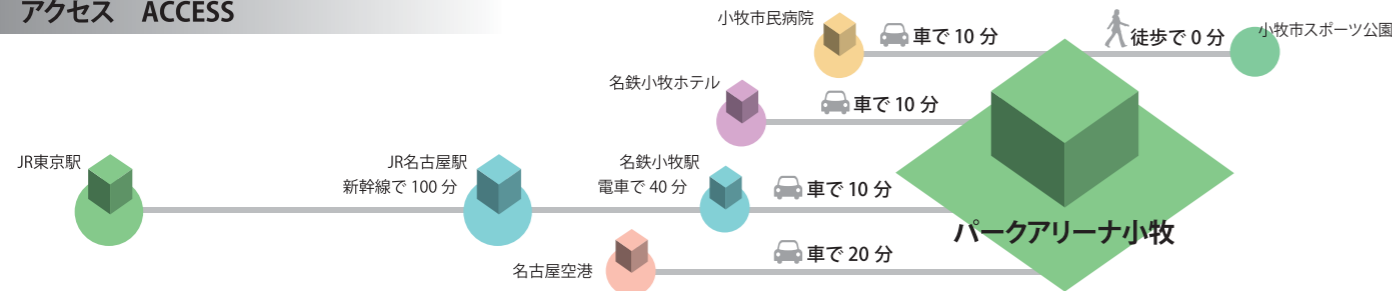 アクセス ACCESS
小牧市民病院
車で 10 分
徒歩で 0 分
小牧市スポーツ公園
名鉄小牧ホテル
車で 10 分
JR東京駅
JR名古屋駅
新幹線で 100 分
名鉄小牧駅
電車で 40 分
車で 10 分
パークアリーナ小牧
名古屋空港
車で 20 分